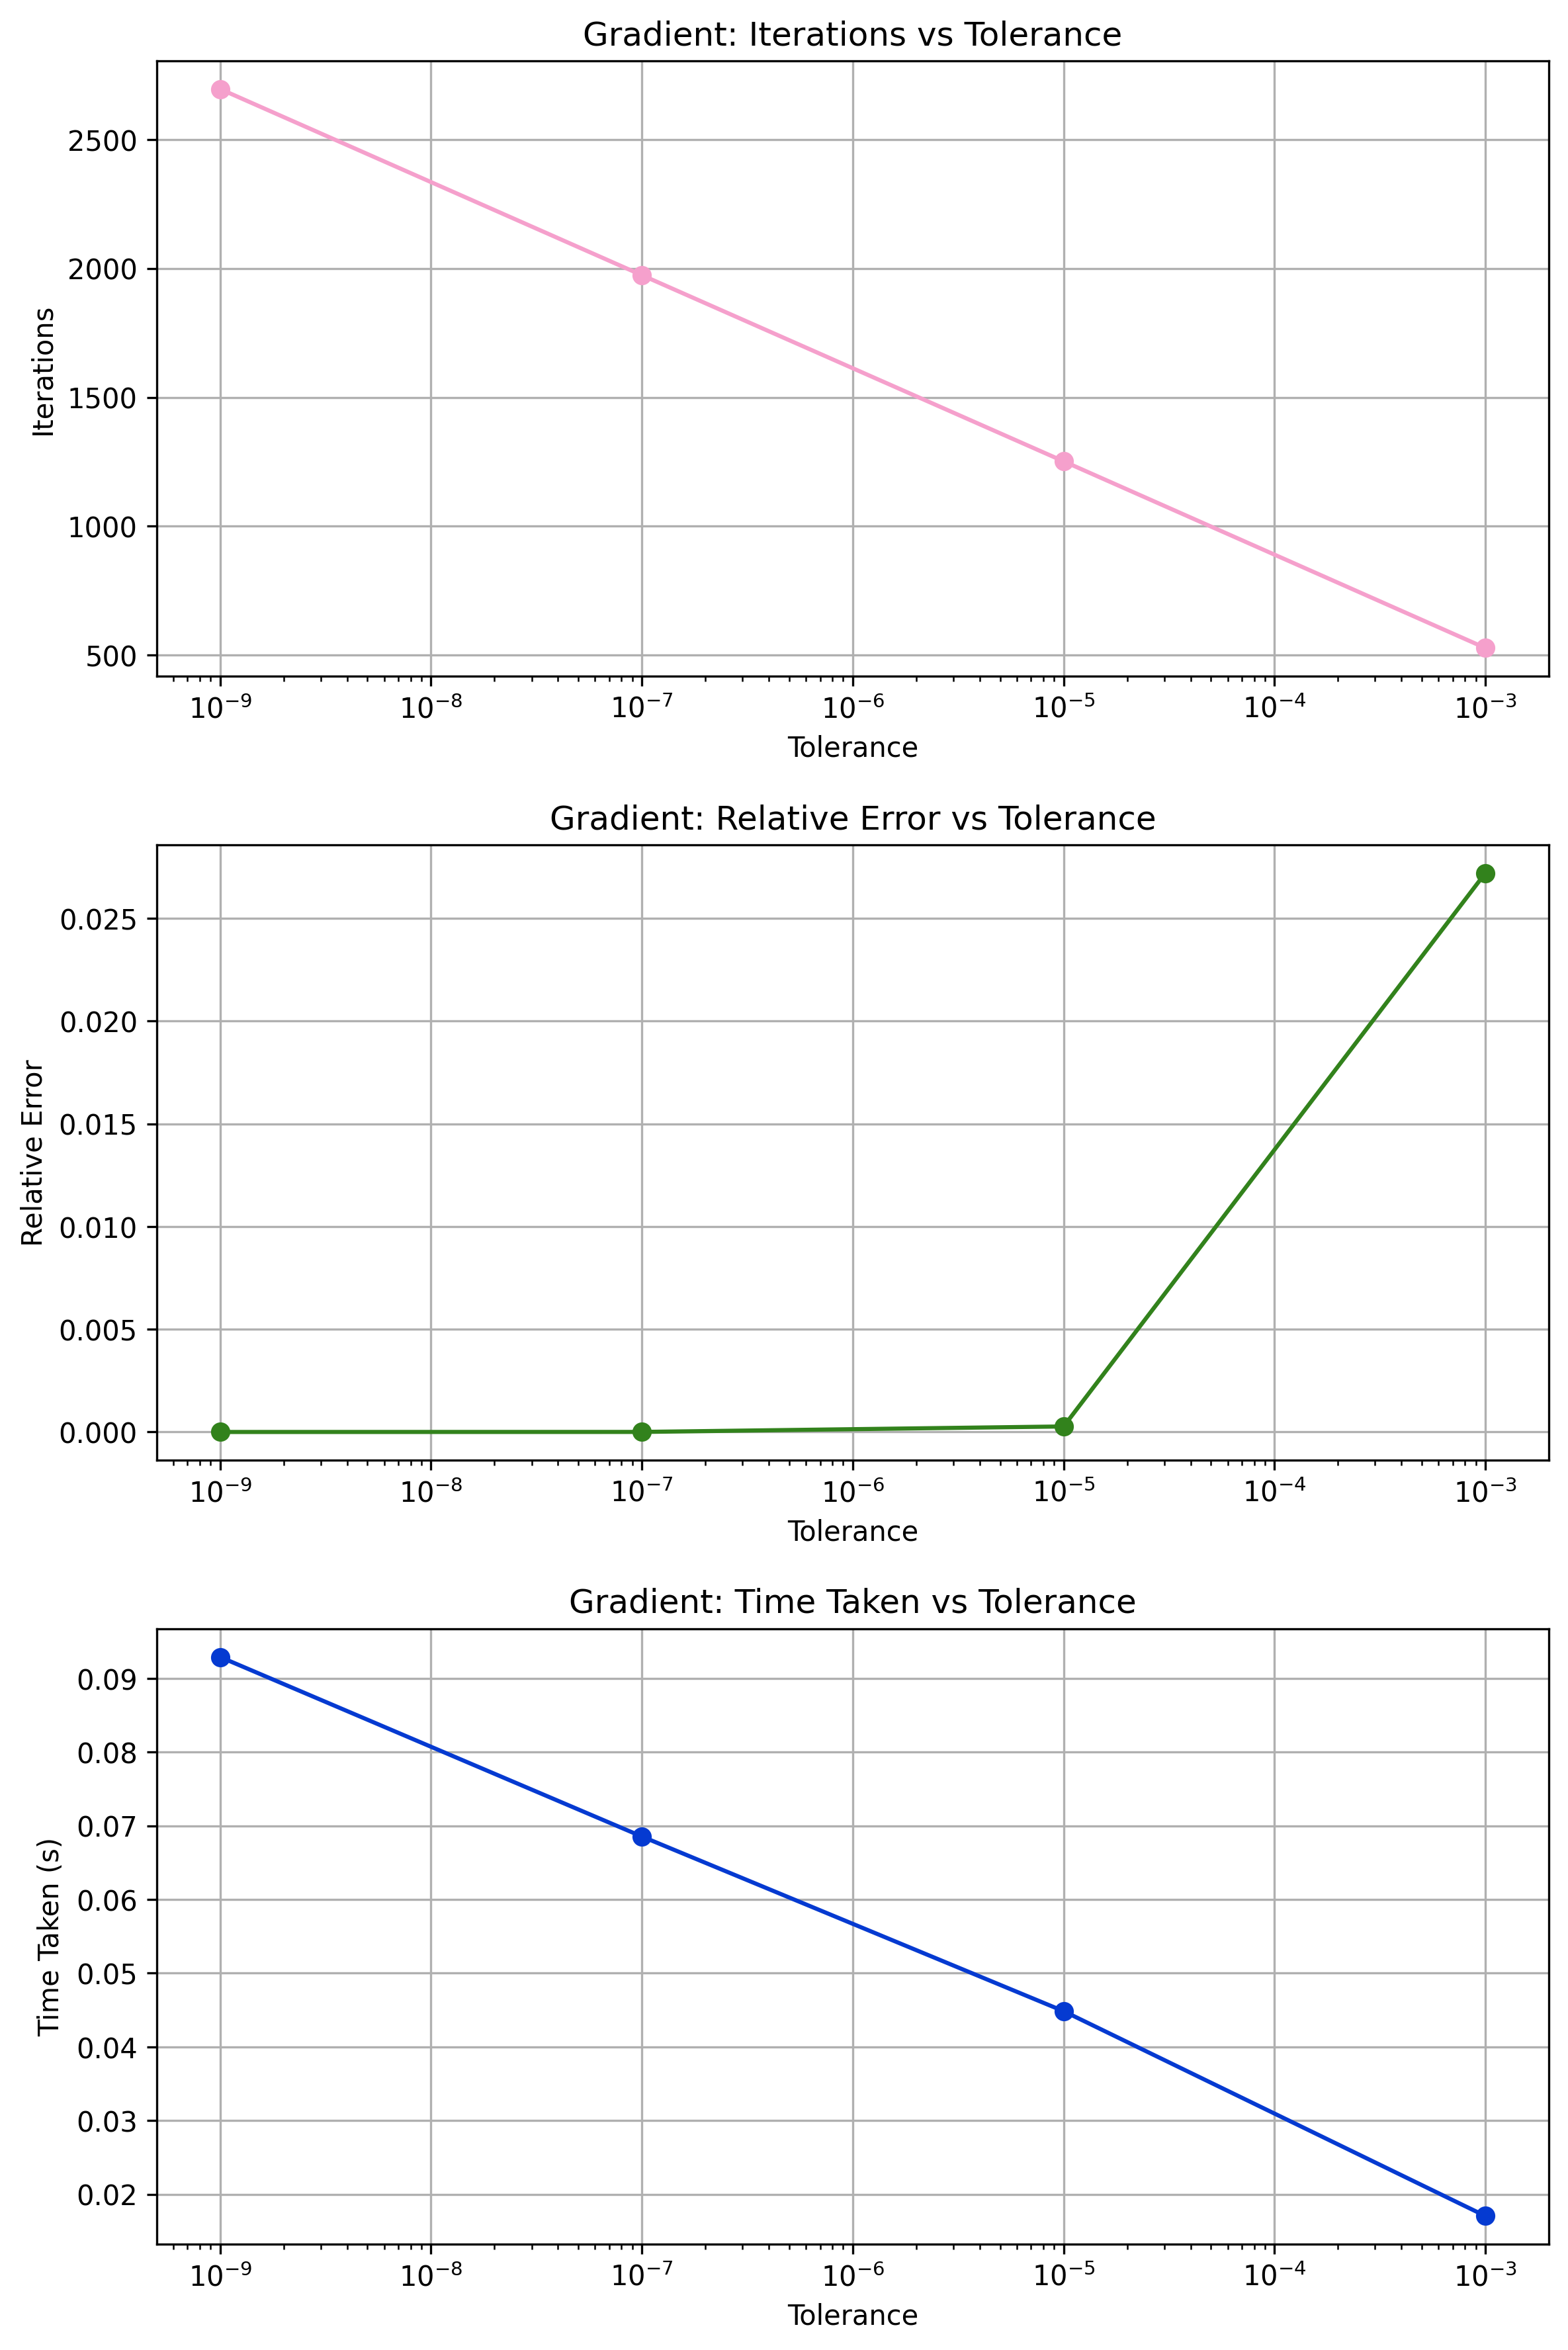 Gradient: Iterations vs Tolerance
Iterations
2500
2000
1500
1000
500
10⁻⁹ 10⁻⁸ 10⁻⁷ 10⁻⁶ 10⁻⁵ 10⁻⁴ 10⁻³
Tolerance
Gradient: Relative Error vs Tolerance
Relative Error
0.025
0.020
0.015
0.010
0.005
0.000
10⁻⁹ 10⁻⁸ 10⁻⁷ 10⁻⁶ 10⁻⁵ 10⁻⁴ 10⁻³
Tolerance
Gradient: Time Taken vs Tolerance
Time Taken (s)
0.09
0.08
0.07
0.06
0.05
0.04
0.03
0.02
10⁻⁹ 10⁻⁸ 10⁻⁷ 10⁻⁶ 10⁻⁵ 10⁻⁴ 10⁻³
Tolerance